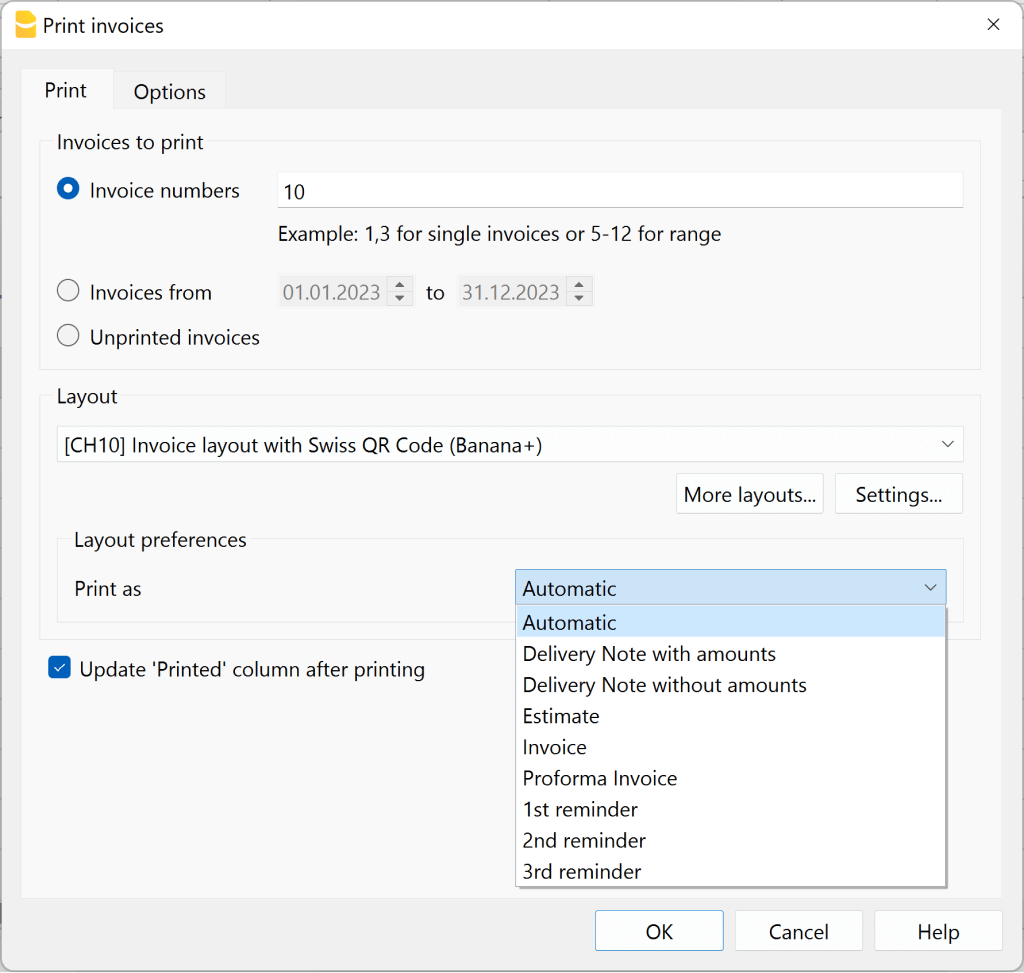 Print invoices
Print
Options
Invoices to print
Invoice numbers
10
Example: 1,3 for single invoices or 5-12 for range
Invoices from
01.01.2023
to
31.12.2023
Unprinted invoices
Layout
[CH10] Invoice layout with Swiss QR Code (Banana+)
More layouts...
Settings...
Layout preferences
Print as
Automatic
Automatic
Delivery Note with amounts
Delivery Note without amounts
Estimate
Invoice
Proforma Invoice
1st reminder
2nd reminder
3rd reminder
Update 'Printed' column after printing
OK
Cancel
Help